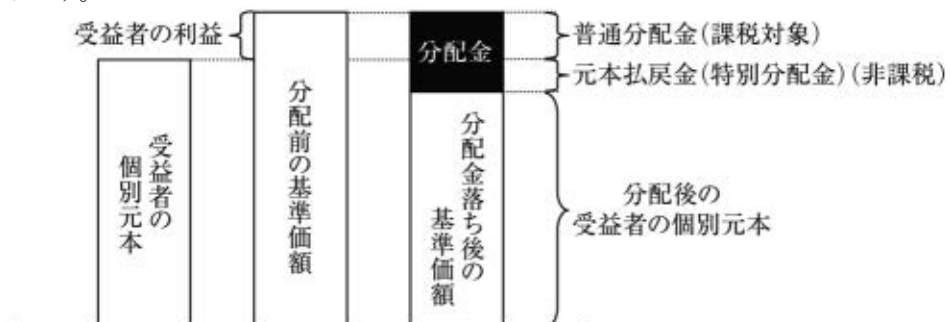 受益者の利益
分配金
普通分配金(課税対象)
元本払戻金(特別分配金)(非課税)
受益者の
個別元本
分配前の基準価額
分配金落ち後の
基準価額
分配後の
受益者の個別元本